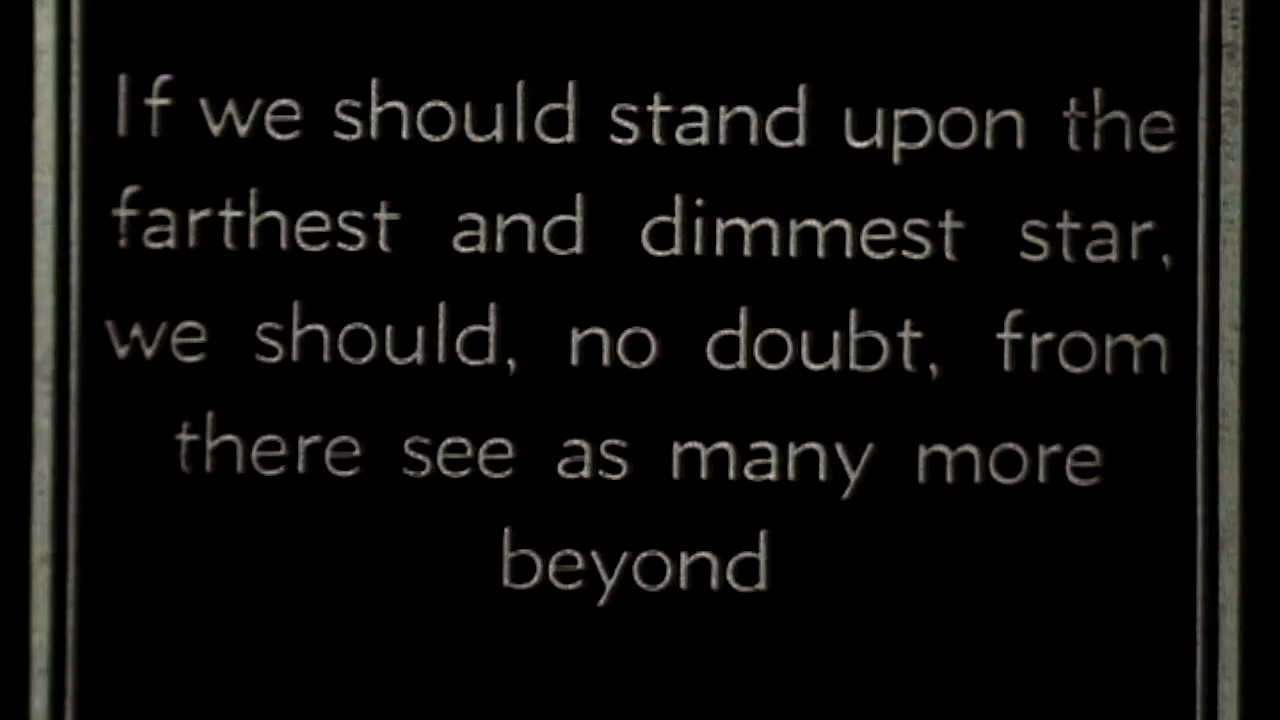 If we should stand upon the
farthest and dimmest star,
we should, no doubt, from
there see as many more
beyond